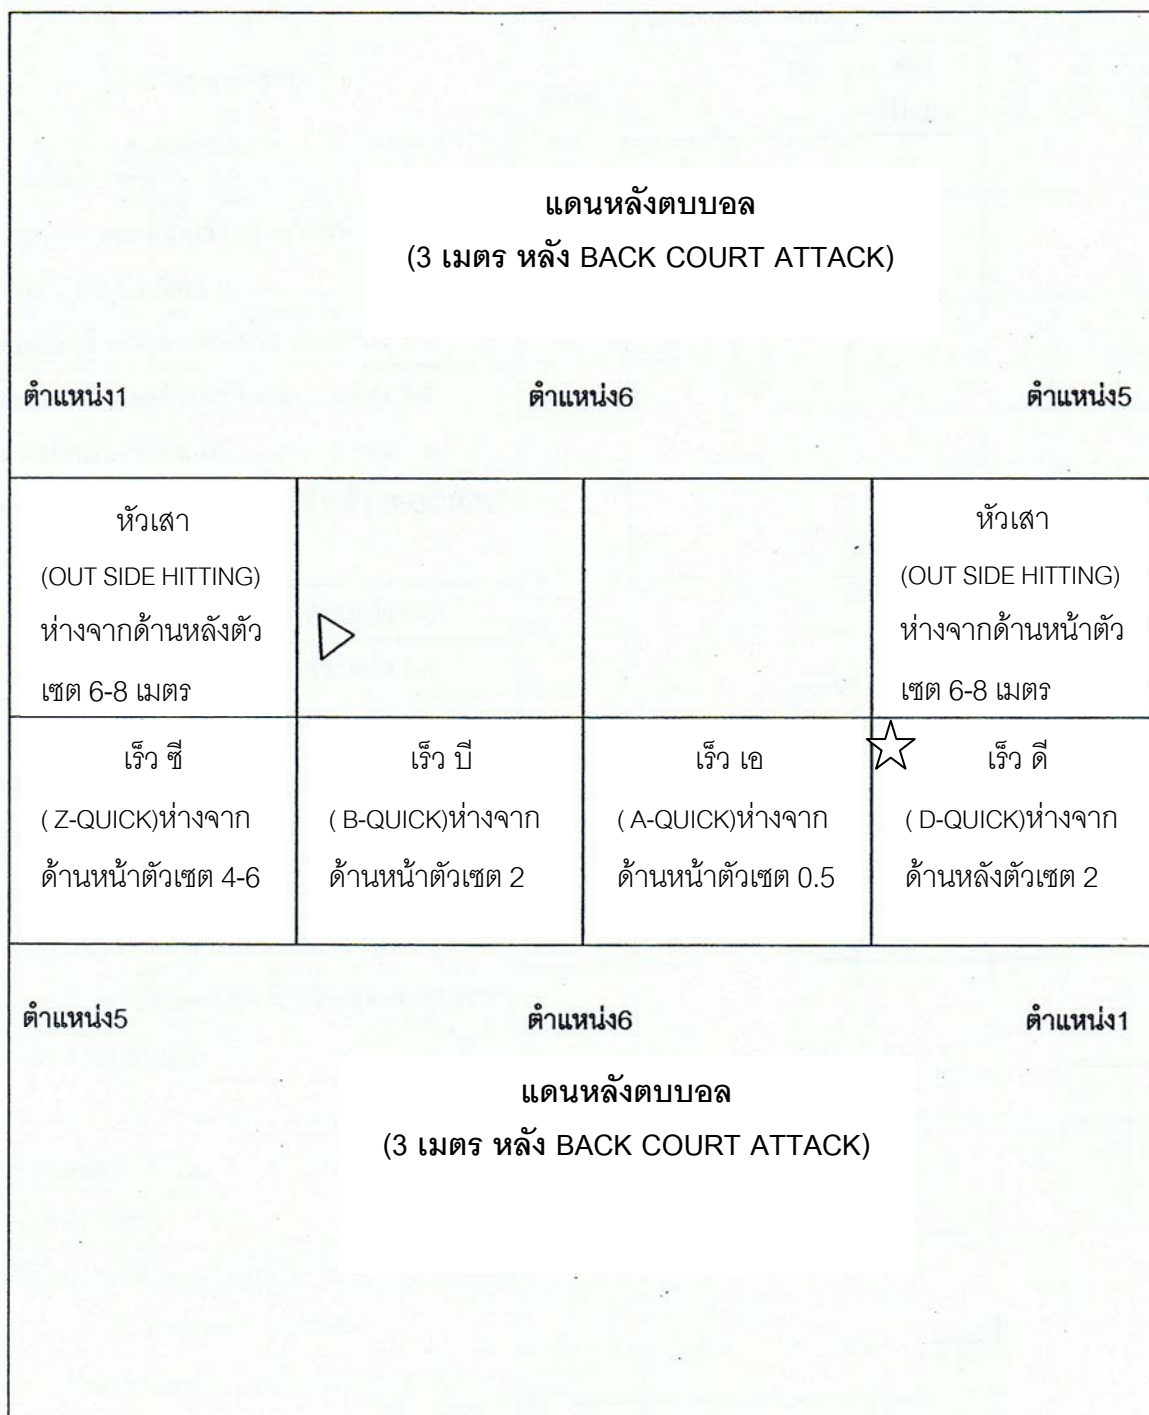 แดนหลังตบบอล
(3 เมตร หลัง BACK COURT ATTACK)
ตำแหน่ง1 ตำแหน่ง6 ตำแหน่ง5
หัวเสา
(OUT SIDE HITTING)
ห่างจากด้านหลังตัว
เซต 6-8 เมตร
หัวเสา
(OUT SIDE HITTING)
ห่างจากด้านหน้าตัว
เซต 6-8 เมตร
เร็ว ซี
( Z-QUICK)ห่างจาก
ด้านหน้าตัวเซต 4-6
เร็ว บี
( B-QUICK)ห่างจาก
ด้านหน้าตัวเซต 2
เร็ว เอ
( A-QUICK)ห่างจาก
ด้านหน้าตัวเซต 0.5
เร็ว ดี
( D-QUICK)ห่างจาก
ด้านหลังตัวเซต 2
ตำแหน่ง5 ตำแหน่ง6 ตำแหน่ง1
แดนหลังตบบอล
(3 เมตร หลัง BACK COURT ATTACK)